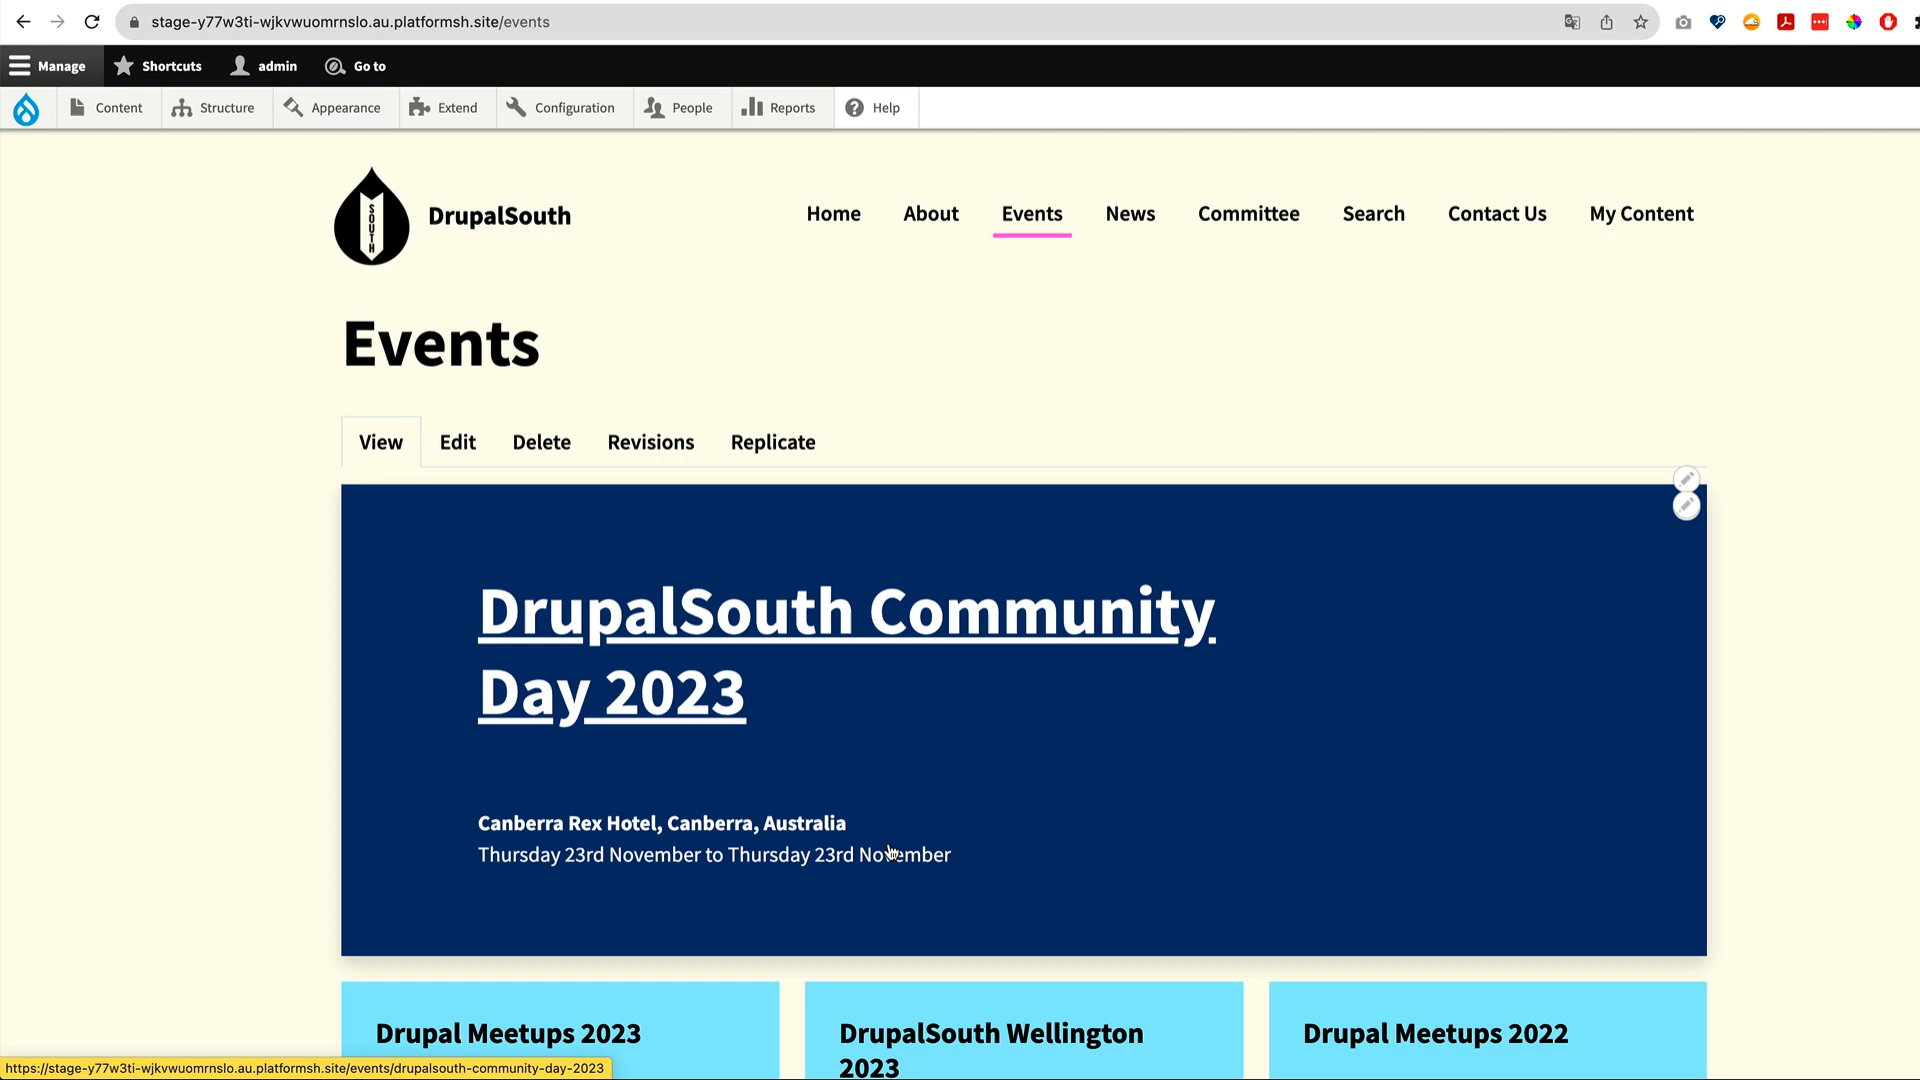 stage-y77w3ti-wjkvwuomrnslo.au.platformsh.site/events
Manage Shortcuts admin Go to
Content Structure Appearance Extend Configuration People Reports Help
SOUTH
DrupalSouth
Home About Events News Committee Search Contact Us My Content
Events
View Edit Delete Revisions Replicate
DrupalSouth Community
Day 2023
Canberra Rex Hotel, Canberra, Australia
Thursday 23rd November to Thursday 23rd November
Drupal Meetups 2023
DrupalSouth Wellington
2023
Drupal Meetups 2022
https://stage-y77w3ti-wjkvwuomrnslo.au.platformsh.site/events/drupalsouth-community-day-2023